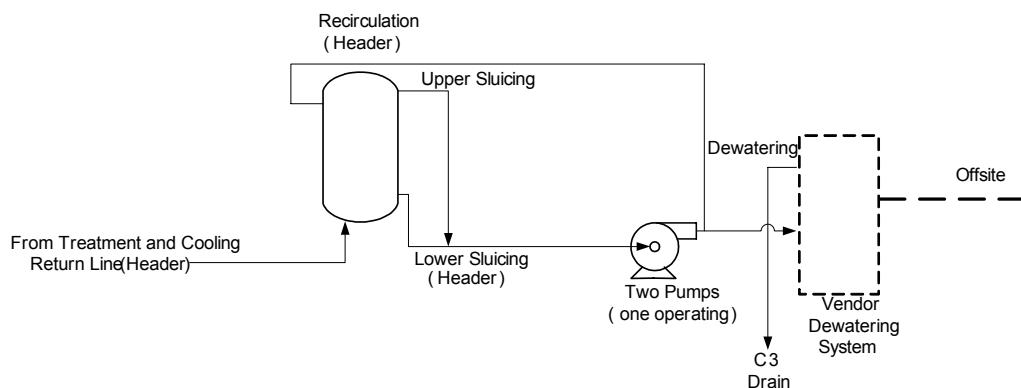 Recirculation
( Header)
Upper Sluicing
Dewatering
Offsite
From Treatment and Cooling
Return Line(Header)
Lower Sluicing
(Header)
Two Pumps
( one operating)
Vendor
Dewatering
System
C3
Drain